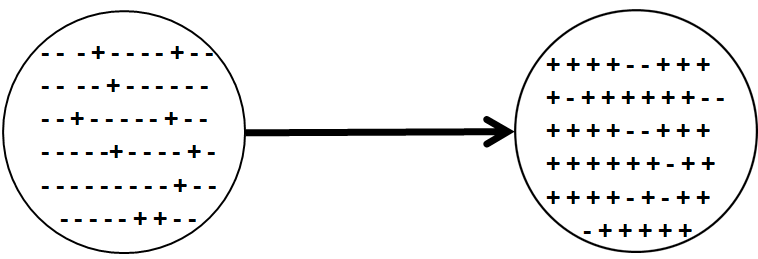 - -  - + - - - - + - -
- -  - - + - - - - - -
- - + - - - - - + - -
- - - - - + - - - - + -
- - - - - - - - - + - -
- - - - - + + - -
+ + + + - - + + +
+ - + + + + + + - -
+ + + + - - + + +
+ + + + + + - + +
+ + + + - + - + +
- + + + + +